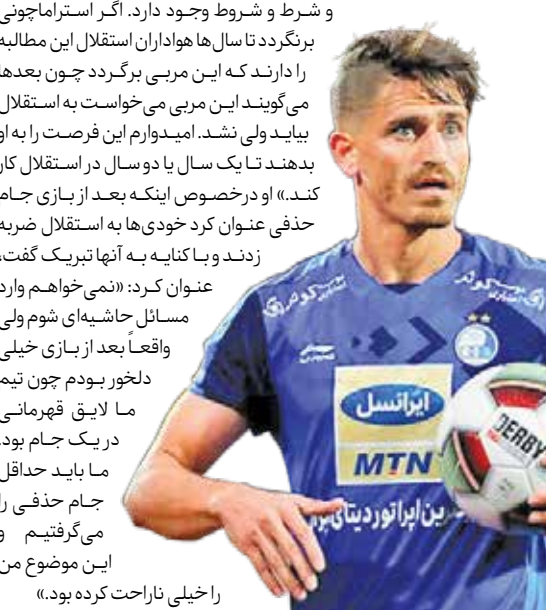 و شرط و شروط وجود دارد. اگر استراماچونی
برنگردد تا سال‌ها هواداران استقلال این مطالبه
را دارند که این مربی برگردد چون بعدها
می‌گویند این مربی می‌خواست به استقلال
بیاید ولی نشد. امیدوارم این فرصت را به او
بدهند تا یک سال یا دو سال در استقلال کار
کند.» او درخصوص اینکه بعد از بازی جام
حذفی عنوان کرد خودی‌ها به استقلال ضربه
زدند و با کنایه به آنها تبریک گفت،
عنوان کرد: «نمی‌خواهم وارد
مسائل حاشیه‌ای شوم ولی
واقعاً بعد از بازی خیلی
دلخور بودم چون تیم
ما لایق قهرمانی
در یک جام بود.
ما باید حداقل
جام حذفی را
می‌گرفتیم و
این موضوع من
را خیلی ناراحت کرده بود.»
ایرانسل
MTN
DERBY